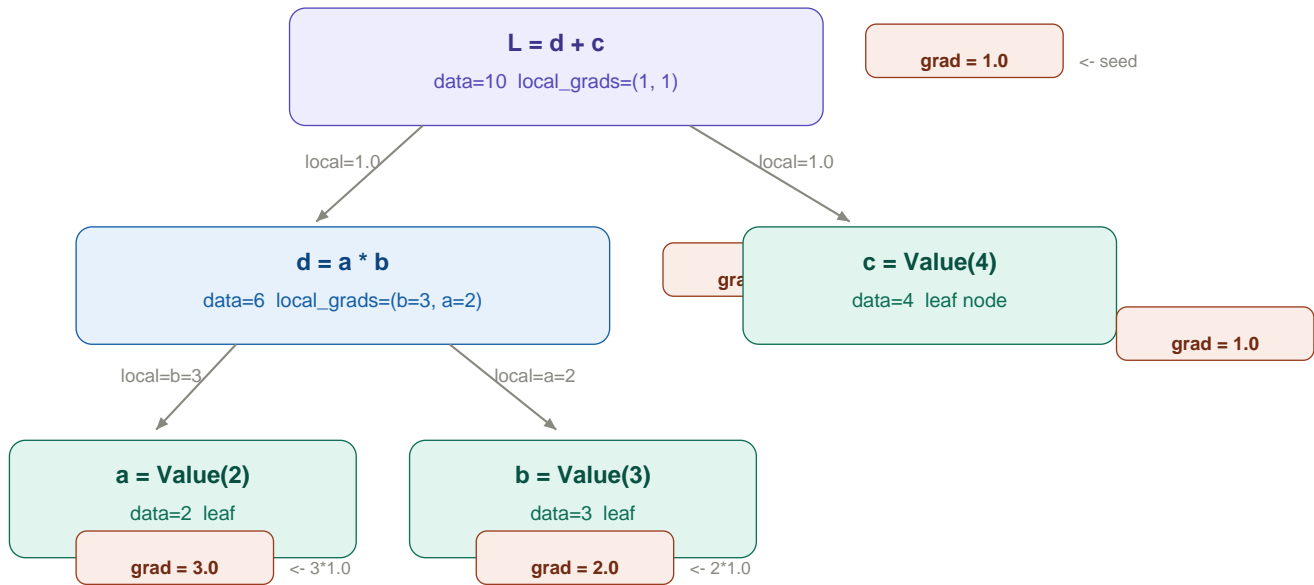 L = d + c
data=10  local_grads=(1, 1)
grad = 1.0
<- seed
local=1.0
local=1.0
d = a * b
data=6  local_grads=(b=3, a=2)
c = Value(4)
data=4  leaf node
grad = 1.0
local=b=3
local=a=2
a = Value(2)
data=2  leaf
grad = 3.0
<- 3*1.0
b = Value(3)
data=3  leaf
grad = 2.0
<- 2*1.0